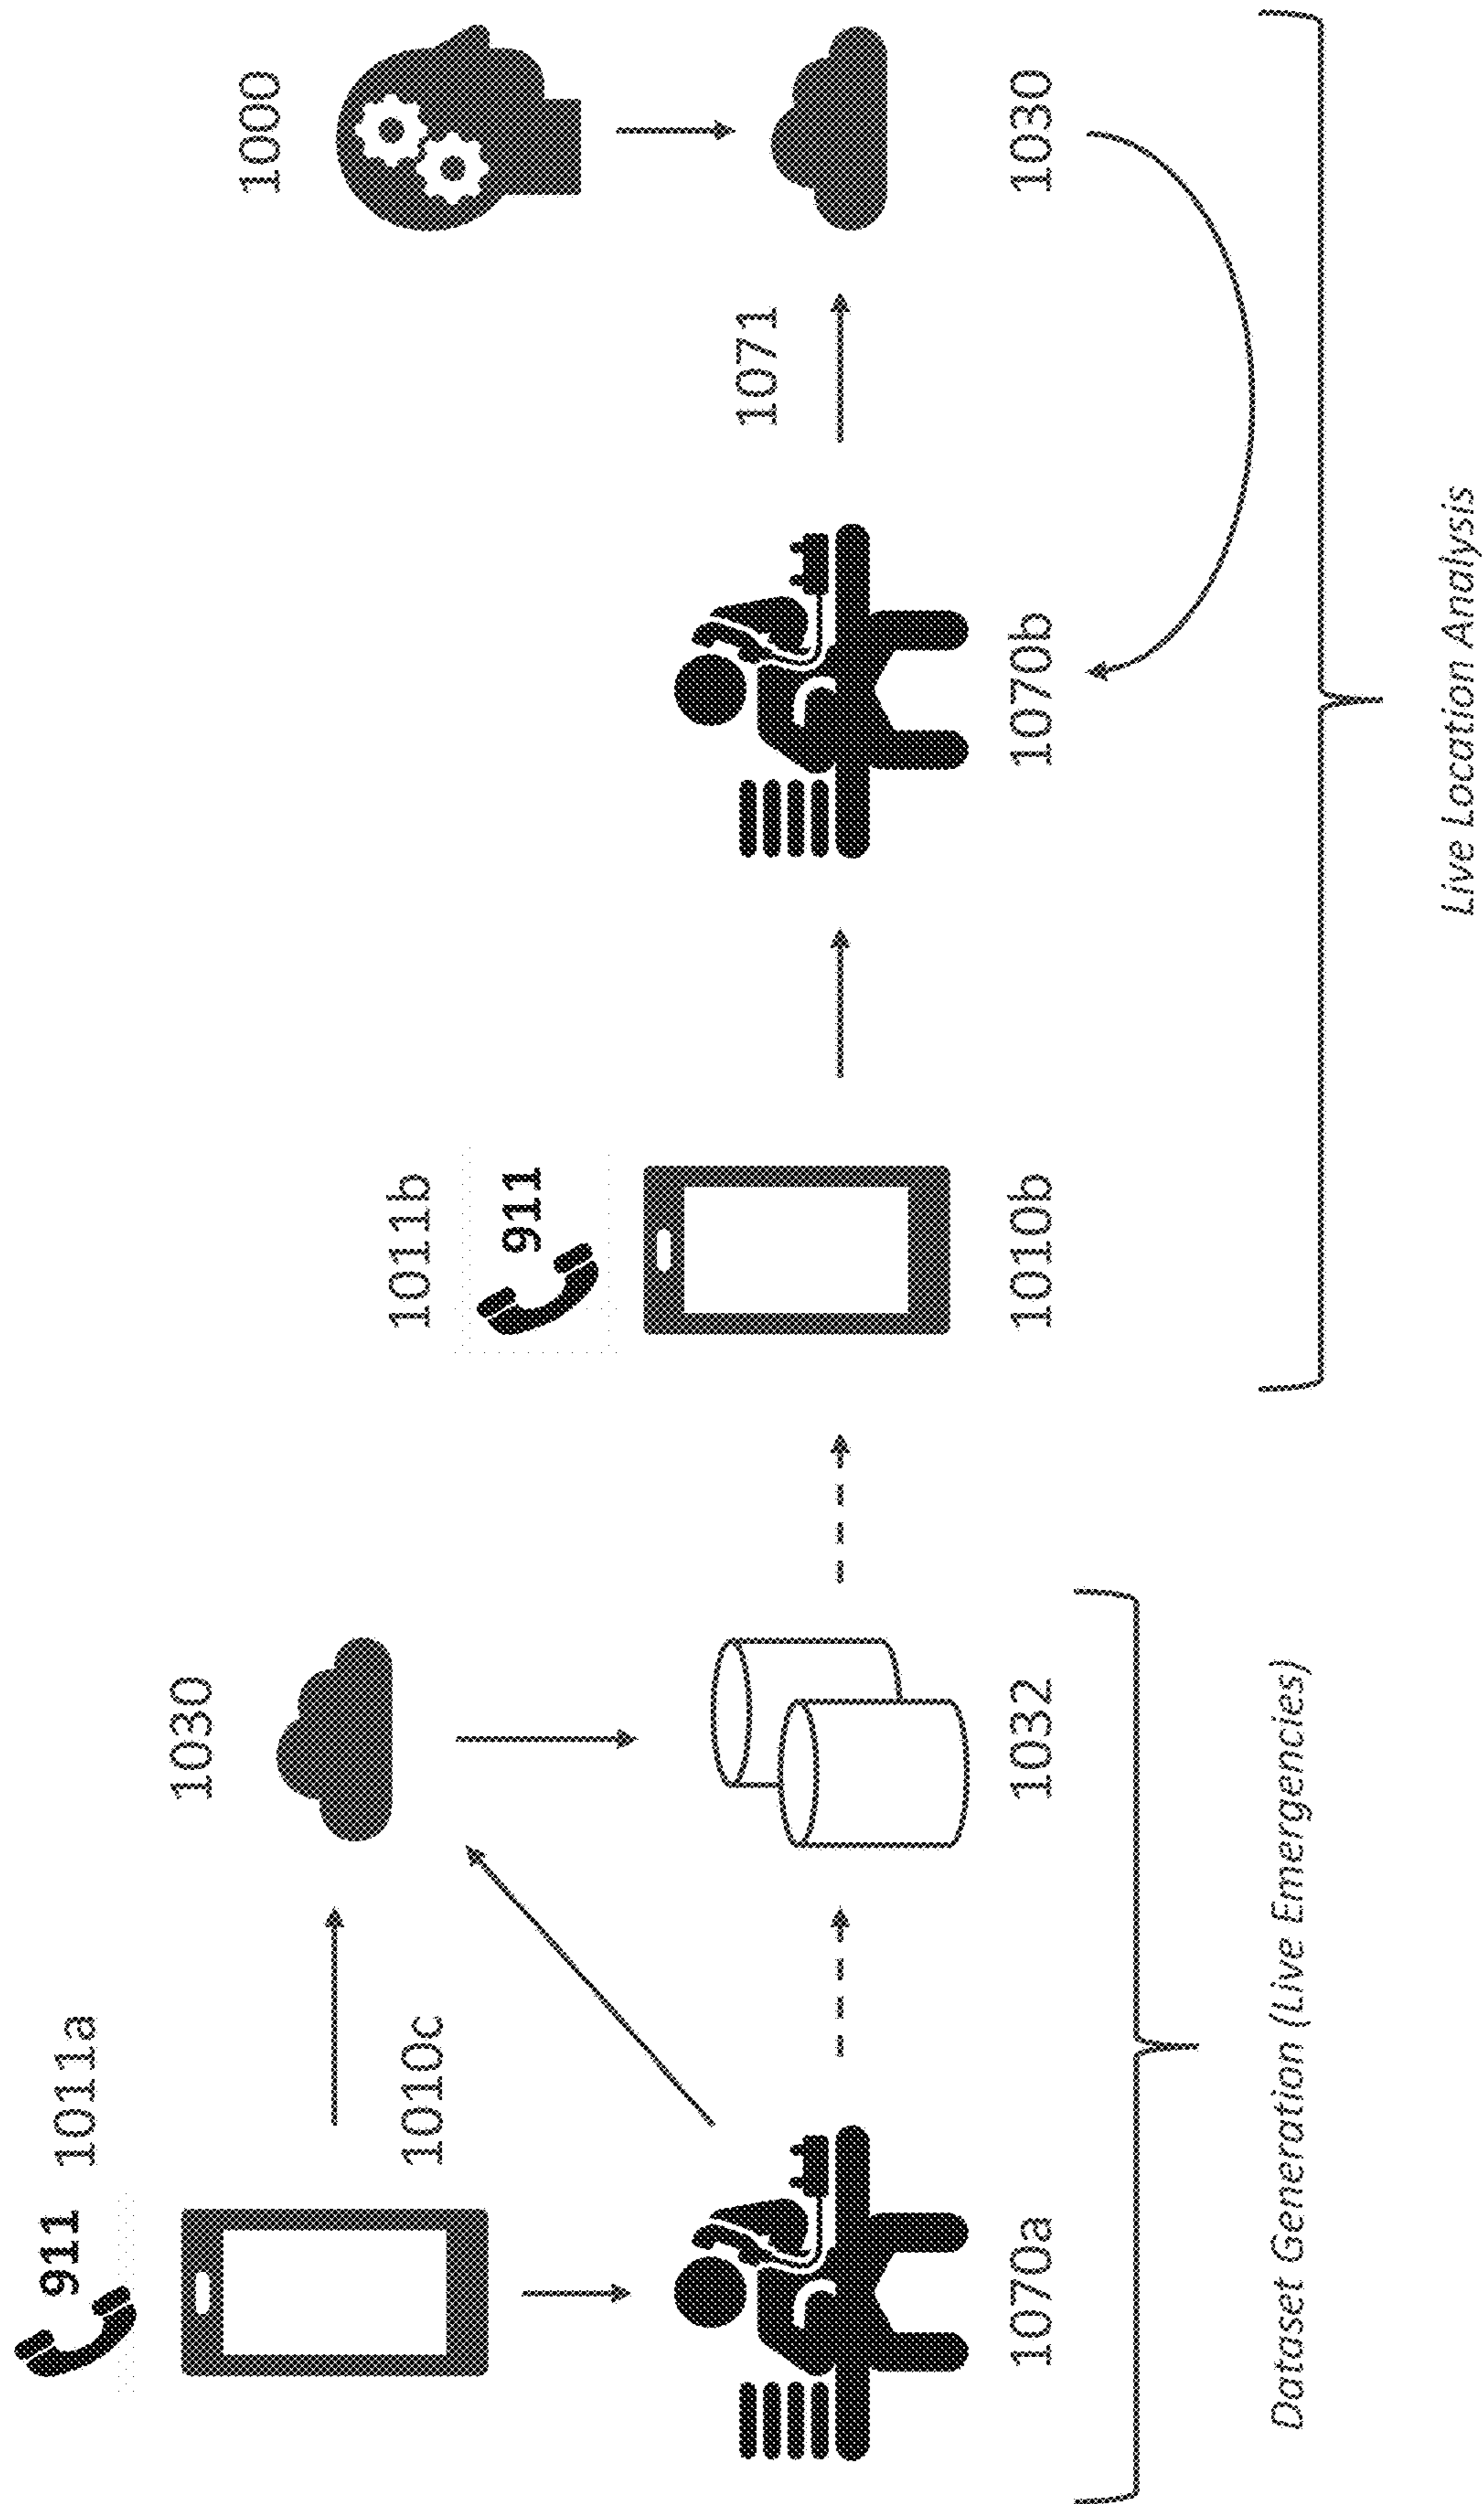 911
1011a
1030
1010c
1070a
1032
Dataset Generation (Live Emergencies)
1011b
911
1010b
1000
1071
1070b
1030
Live Location Analysis